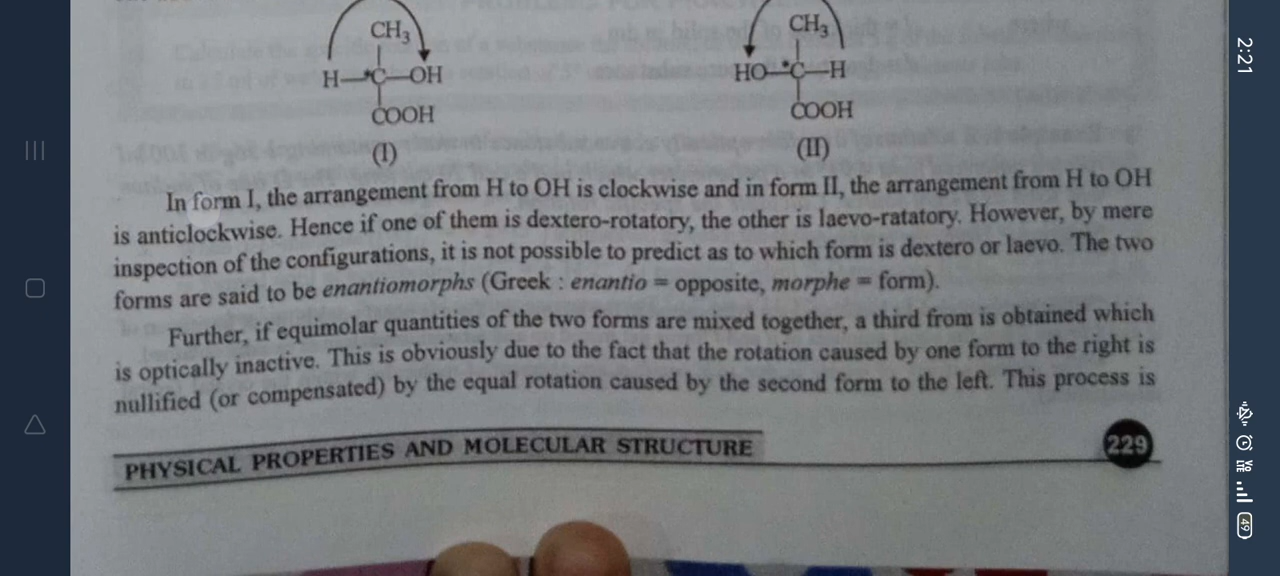 CH3 CH3
H—*C—OH HO—*C—H
COOH COOH
(I) (II)
In form I, the arrangement from H to OH is clockwise and in form II, the arrangement from H to OH
is anticlockwise. Hence if one of them is dextero-rotatory, the other is laevo-ratatory. However, by mere
inspection of the configurations, it is not possible to predict as to which form is dextero or laevo. The two
forms are said to be enantiomorphs (Greek : enantio = opposite, morphe = form).
Further, if equimolar quantities of the two forms are mixed together, a third from is obtained which
is optically inactive. This is obviously due to the fact that the rotation caused by one form to the right is
nullified (or compensated) by the equal rotation caused by the second form to the left. This process is
PHYSICAL PROPERTIES AND MOLECULAR STRUCTURE
229
2:21
49